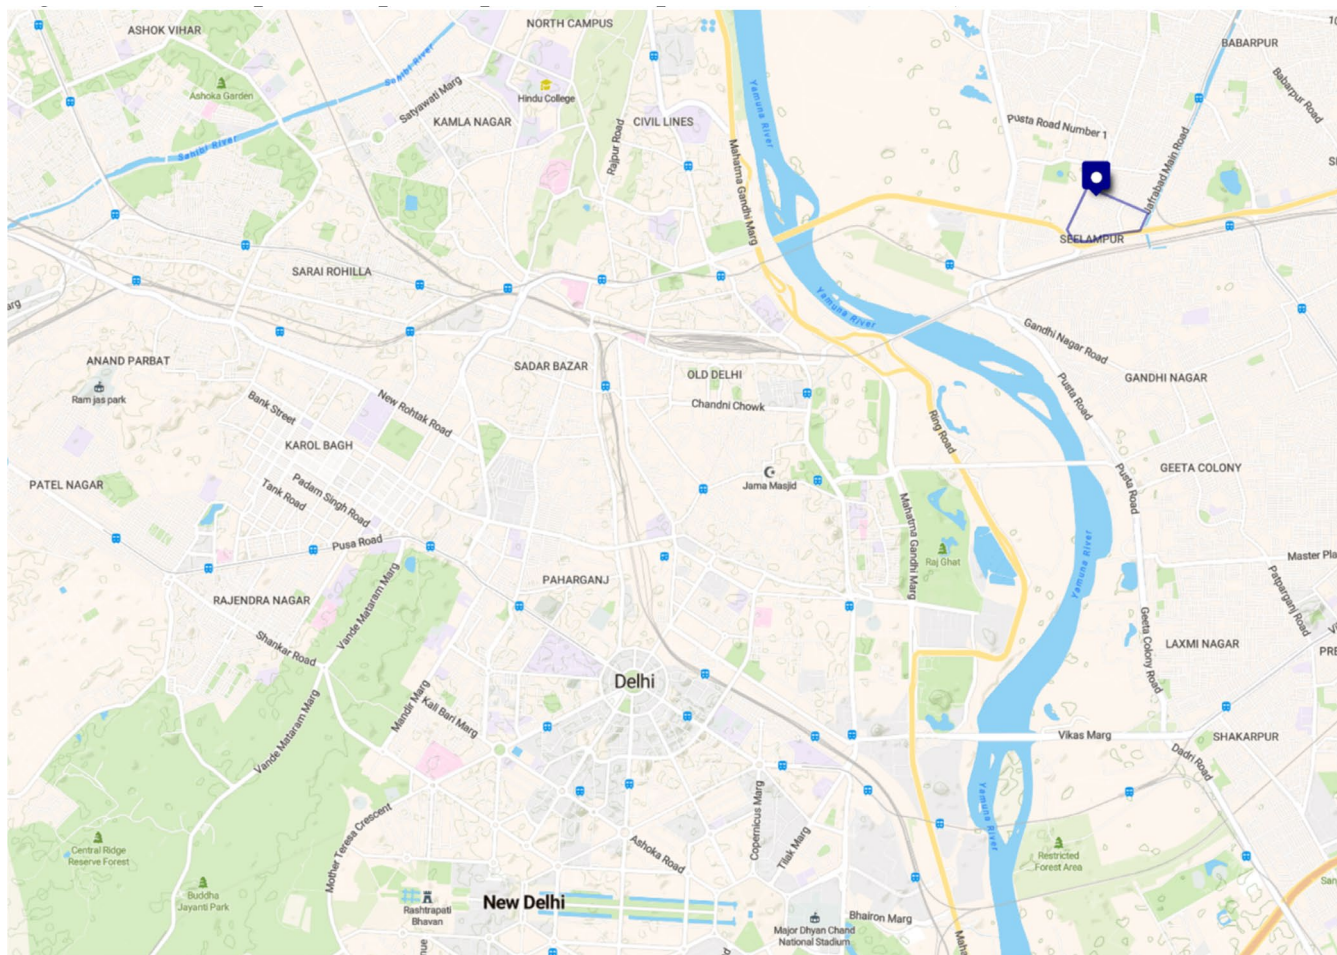 NORTH CAMPUS
ASHOK VIHAR
BABARPUR
Sahibi River
Ashoka Garden
Satyawati Marg
Hindu College
Babarpur Road
Yamuna River
KAMLA NAGAR
CIVIL LINES
Pusta Road Number 1
Rajpur Road
Sahibi River
Mahatma Gandhi Marg
Jafrabad Main Road
SEELAMPUR
SARAI ROHILLA
Yamuna River
Gandhi Nagar Road
ANAND PARBAT
SADAR BAZAR
OLD DELHI
GANDHI NAGAR
Ram jas park
Bank Street
New Rohtak Road
Chandni Chowk
Pusta Road
Ring Road
KAROL BAGH
Jama Masjid
GEETA COLONY
PATEL NAGAR
Tank Road
Padam Singh Road
Pusta Road
Mahatma Gandhi Marg
Pusa Road
Raj Ghat
Yamuna River
Master Pla
PAHARGANJ
Patparganj Road
RAJENDRA NAGAR
Vande Mataram Marg
Shankar Road
Geeta Colony Road
LAXMI NAGAR
PRE
Delhi
Mandir Marg
Kali Bari Marg
Vande Mataram Marg
Vikas Marg
SHAKARPUR
Dadri Road
Yamuna River
Copernicus Marg
Mother Teresa Crescent
Tilak Marg
Ashoka Road
Central Ridge
Reserve Forest
Restricted
Forest Area
Buddha
Jayanti Park
Rashtrapati
Bhavan
New Delhi
Bhairon Marg
Major Dhyan Chand
National Stadium
Maha